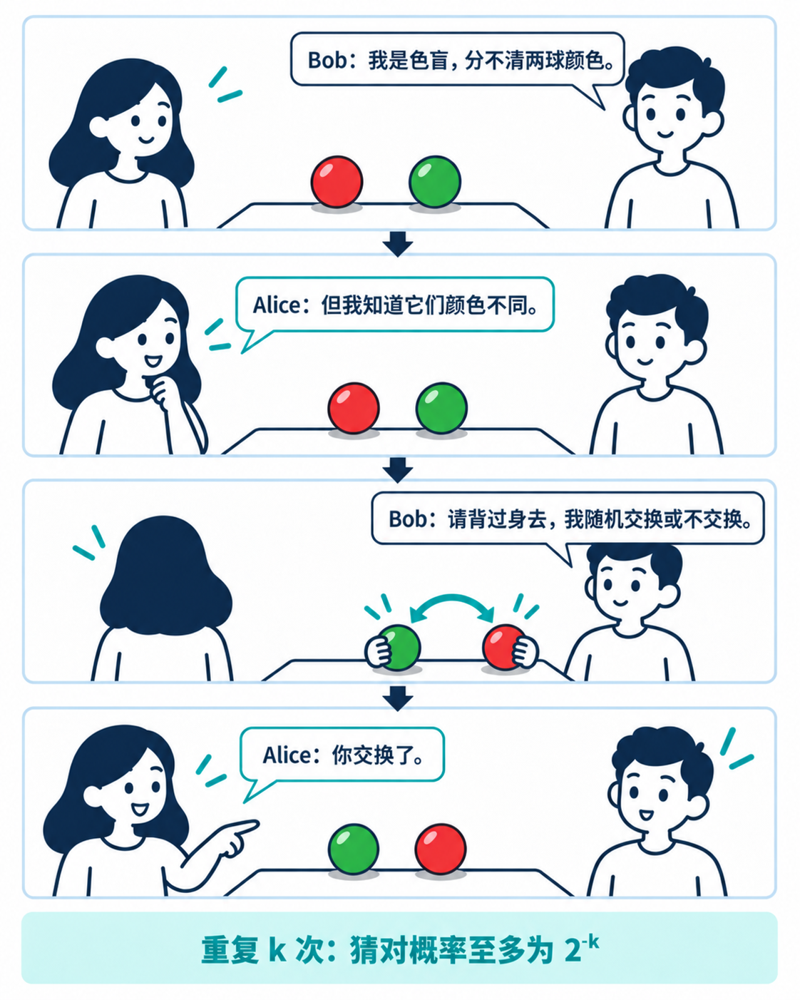 Bob：我是色盲，分不清两球颜色。
Alice：但我知道它们颜色不同。
Bob：请背过身去，我随机交换或不交换。
Alice：你交换了。
重复 k 次：猜对概率至多为 2^-k